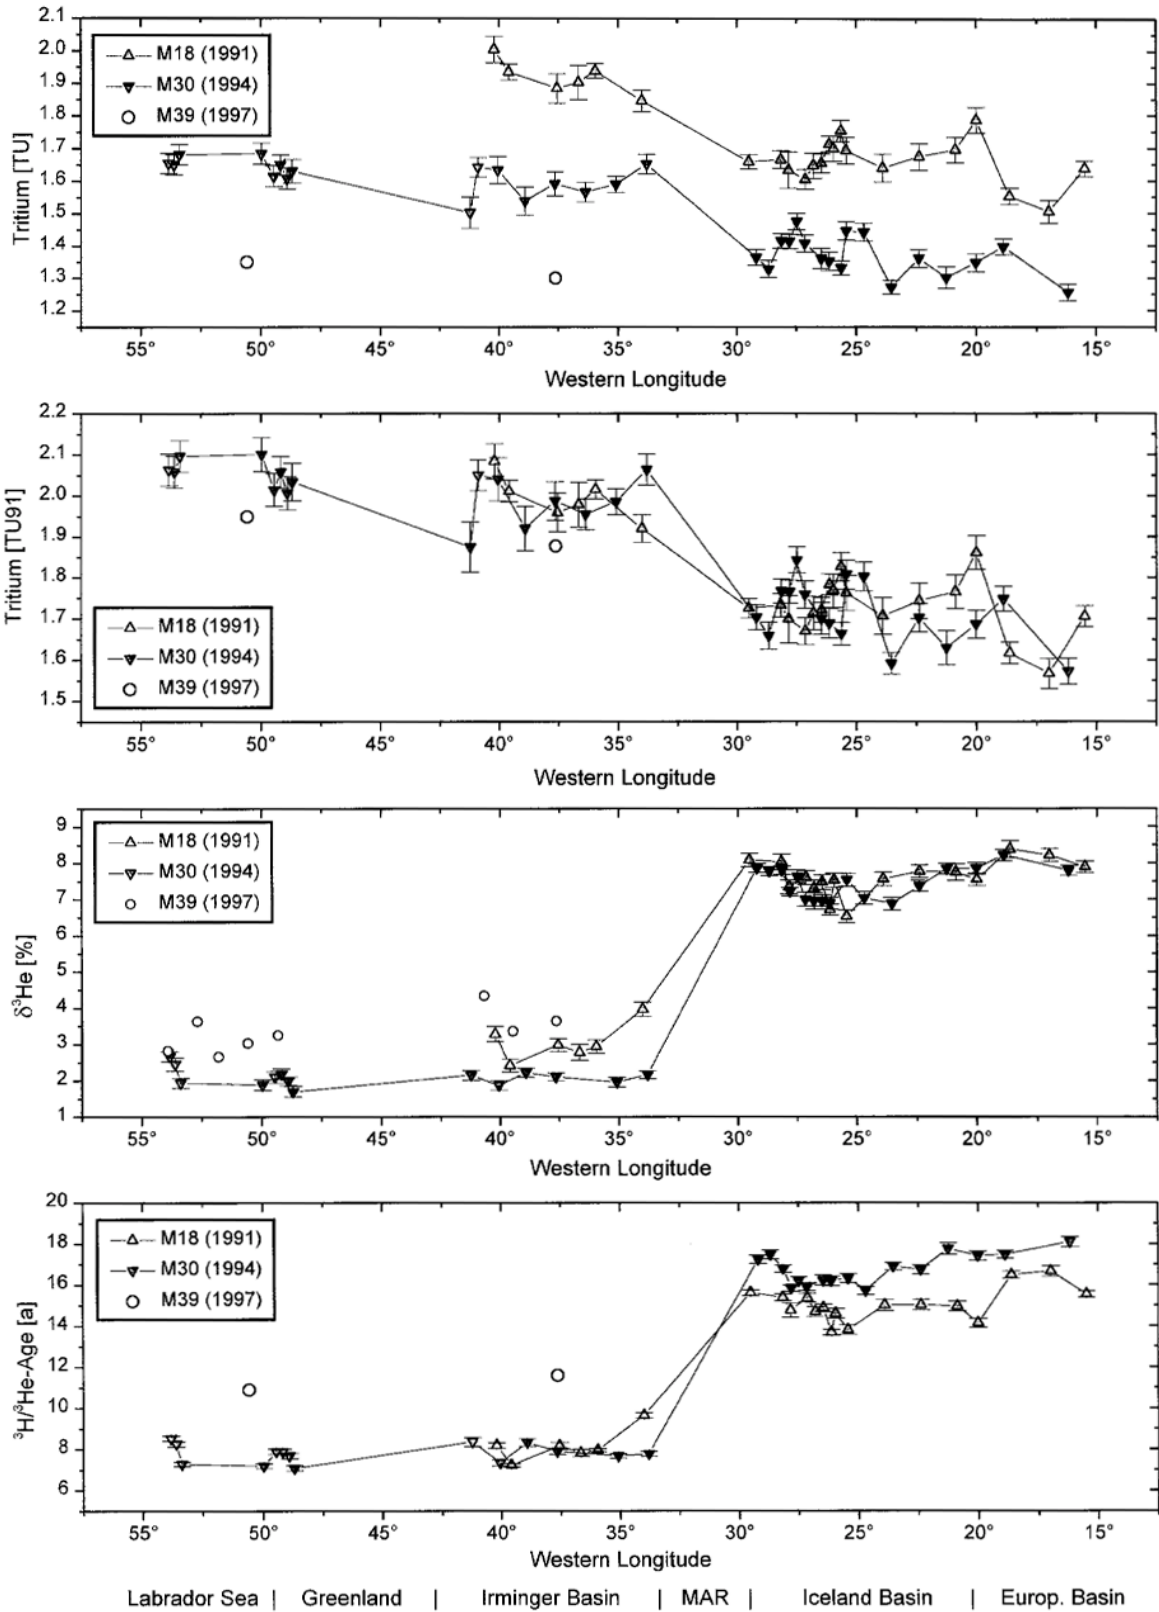 2.1
2.0
1.9
1.8
1.7
1.6
1.5
1.4
1.3
1.2
Tritium [TU]
M18 (1991)
M30 (1994)
M39 (1997)
55° 50° 45° 40° 35° 30° 25° 20° 15°
Western Longitude
2.2
2.1
2.0
1.9
1.8
1.7
1.6
1.5
Tritium [TU91]
M18 (1991)
M30 (1994)
M39 (1997)
55° 50° 45° 40° 35° 30° 25° 20° 15°
Western Longitude
9
8
7
6
5
4
3
2
1
δ³He [%]
M18 (1991)
M30 (1994)
M39 (1997)
55° 50° 45° 40° 35° 30° 25° 20° 15°
Western Longitude
20
18
16
14
12
10
8
6
³H/³He-Age [a]
M18 (1991)
M30 (1994)
M39 (1997)
55° 50° 45° 40° 35° 30° 25° 20° 15°
Western Longitude
Labrador Sea | Greenland | Irminger Basin | MAR | Iceland Basin | Europ. Basin